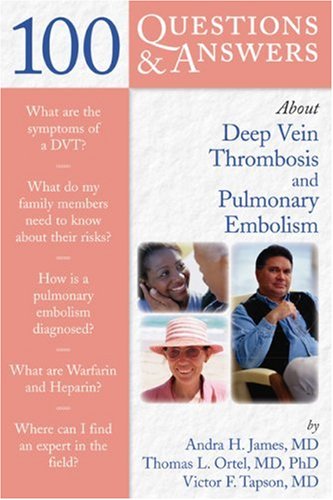 100 QUESTIONS
& ANSWERS
What are the
symptoms of
a DVT?
What do my
family members
need to know
about their risks?
How is a
pulmonary
embolism
diagnosed?
What are Warfarin
and Heparin?
Where can I find
an expert in the
field?
About
Deep Vein
Thrombosis
and
Pulmonary
Embolism
by
Andra H. James, MD
Thomas L. Ortel, MD, PhD
Victor F. Tapson, MD